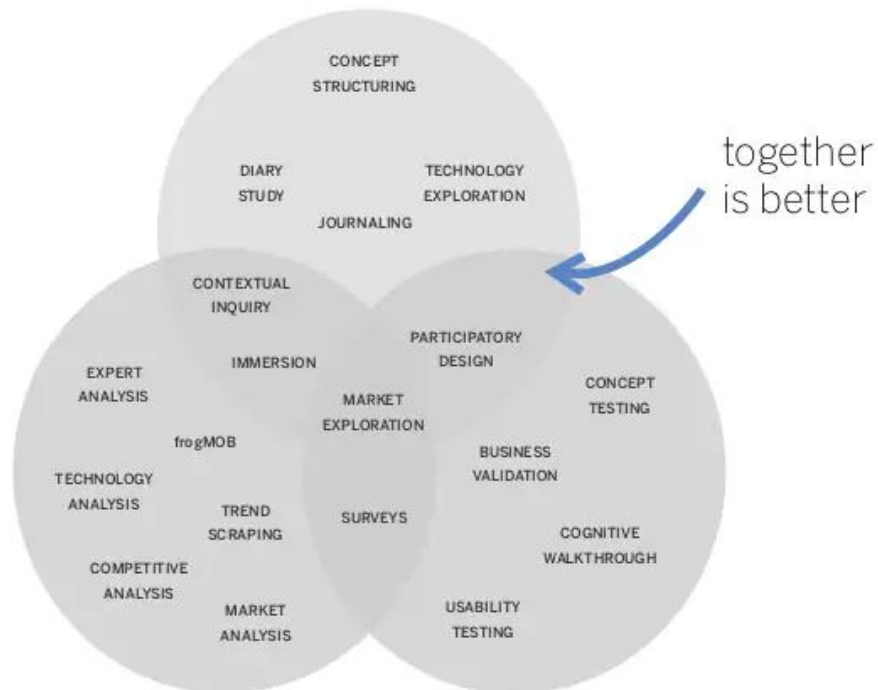 CONCEPT
STRUCTURING
together
is better
DIARY
STUDY
TECHNOLOGY
EXPLORATION
JOURNALING
CONTEXTUAL
INQUIRY
PARTICIPATORY
DESIGN
IMMERSION
EXPERT
ANALYSIS
CONCEPT
TESTING
MARKET
EXPLORATION
frogMOB
BUSINESS
VALIDATION
TECHNOLOGY
ANALYSIS
TREND
SCRAPING
SURVEYS
COGNITIVE
WALKTHROUGH
COMPETITIVE
ANALYSIS
MARKET
ANALYSIS
USABILITY
TESTING